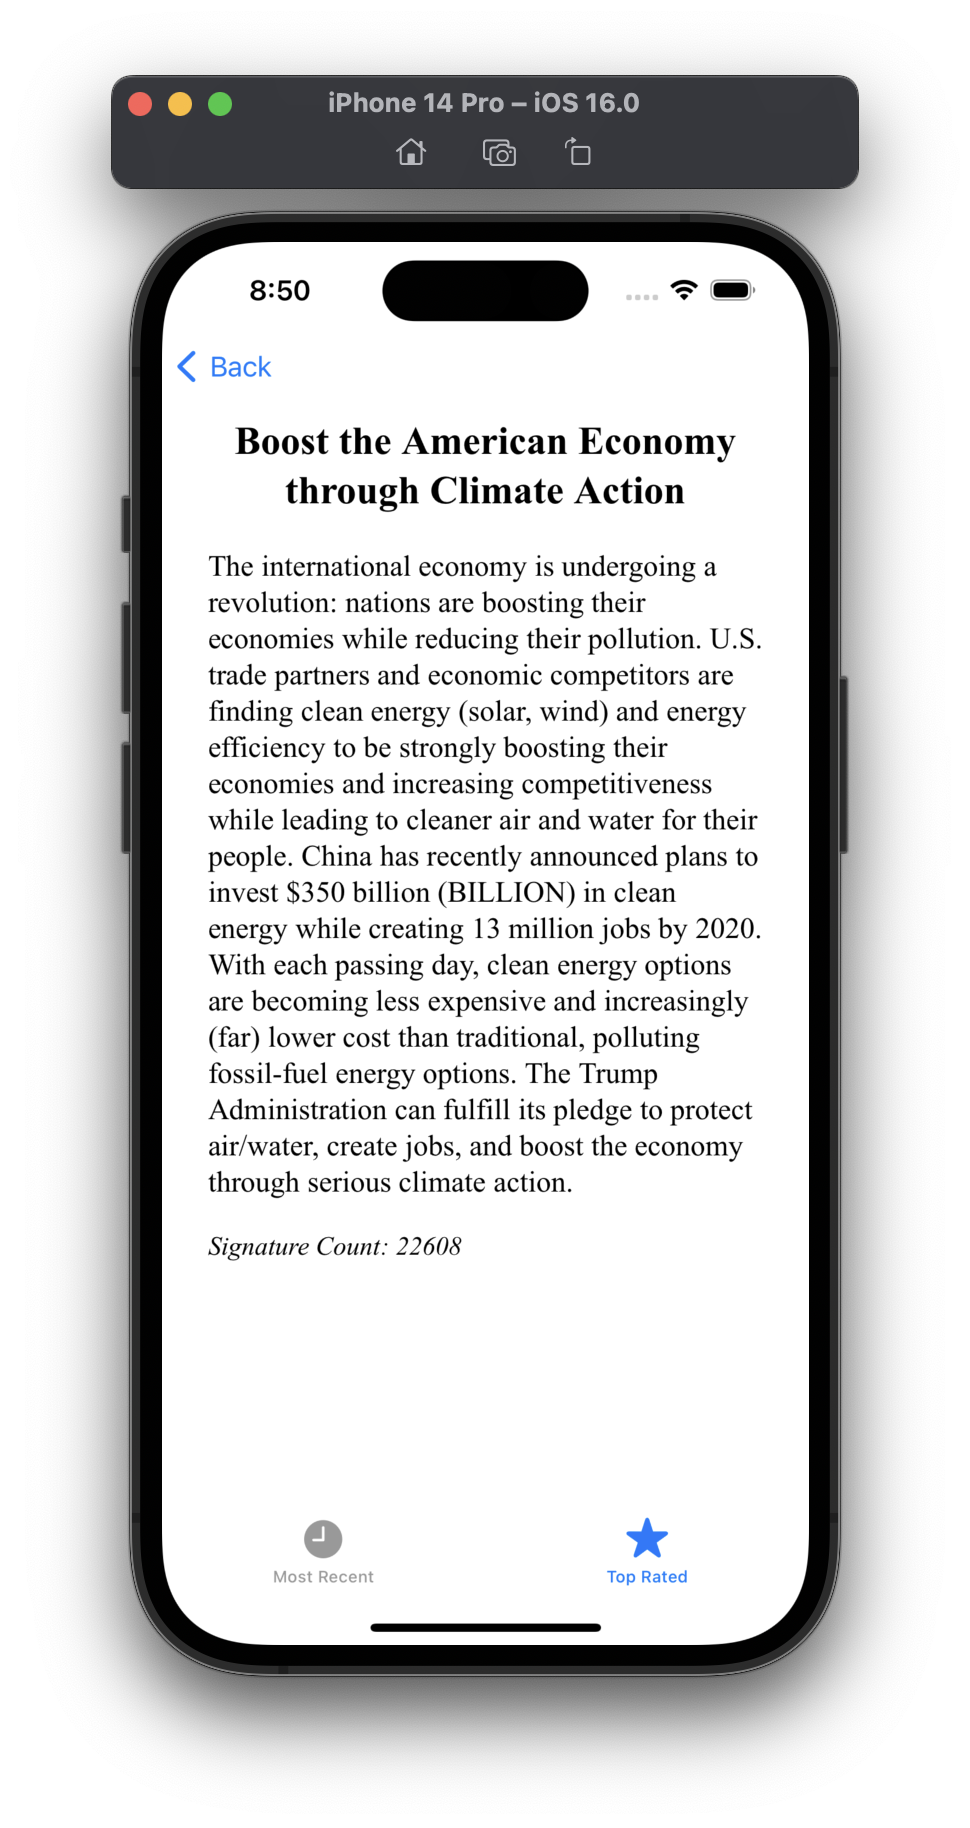 iPhone 14 Pro – iOS 16.0
8:50
Back
Boost the American Economy
through Climate Action
The international economy is undergoing a
revolution: nations are boosting their
economies while reducing their pollution. U.S.
trade partners and economic competitors are
finding clean energy (solar, wind) and energy
efficiency to be strongly boosting their
economies and increasing competitiveness
while leading to cleaner air and water for their
people. China has recently announced plans to
invest $350 billion (BILLION) in clean
energy while creating 13 million jobs by 2020.
With each passing day, clean energy options
are becoming less expensive and increasingly
(far) lower cost than traditional, polluting
fossil-fuel energy options. The Trump
Administration can fulfill its pledge to protect
air/water, create jobs, and boost the economy
through serious climate action.
Signature Count: 22608
Most Recent
Top Rated